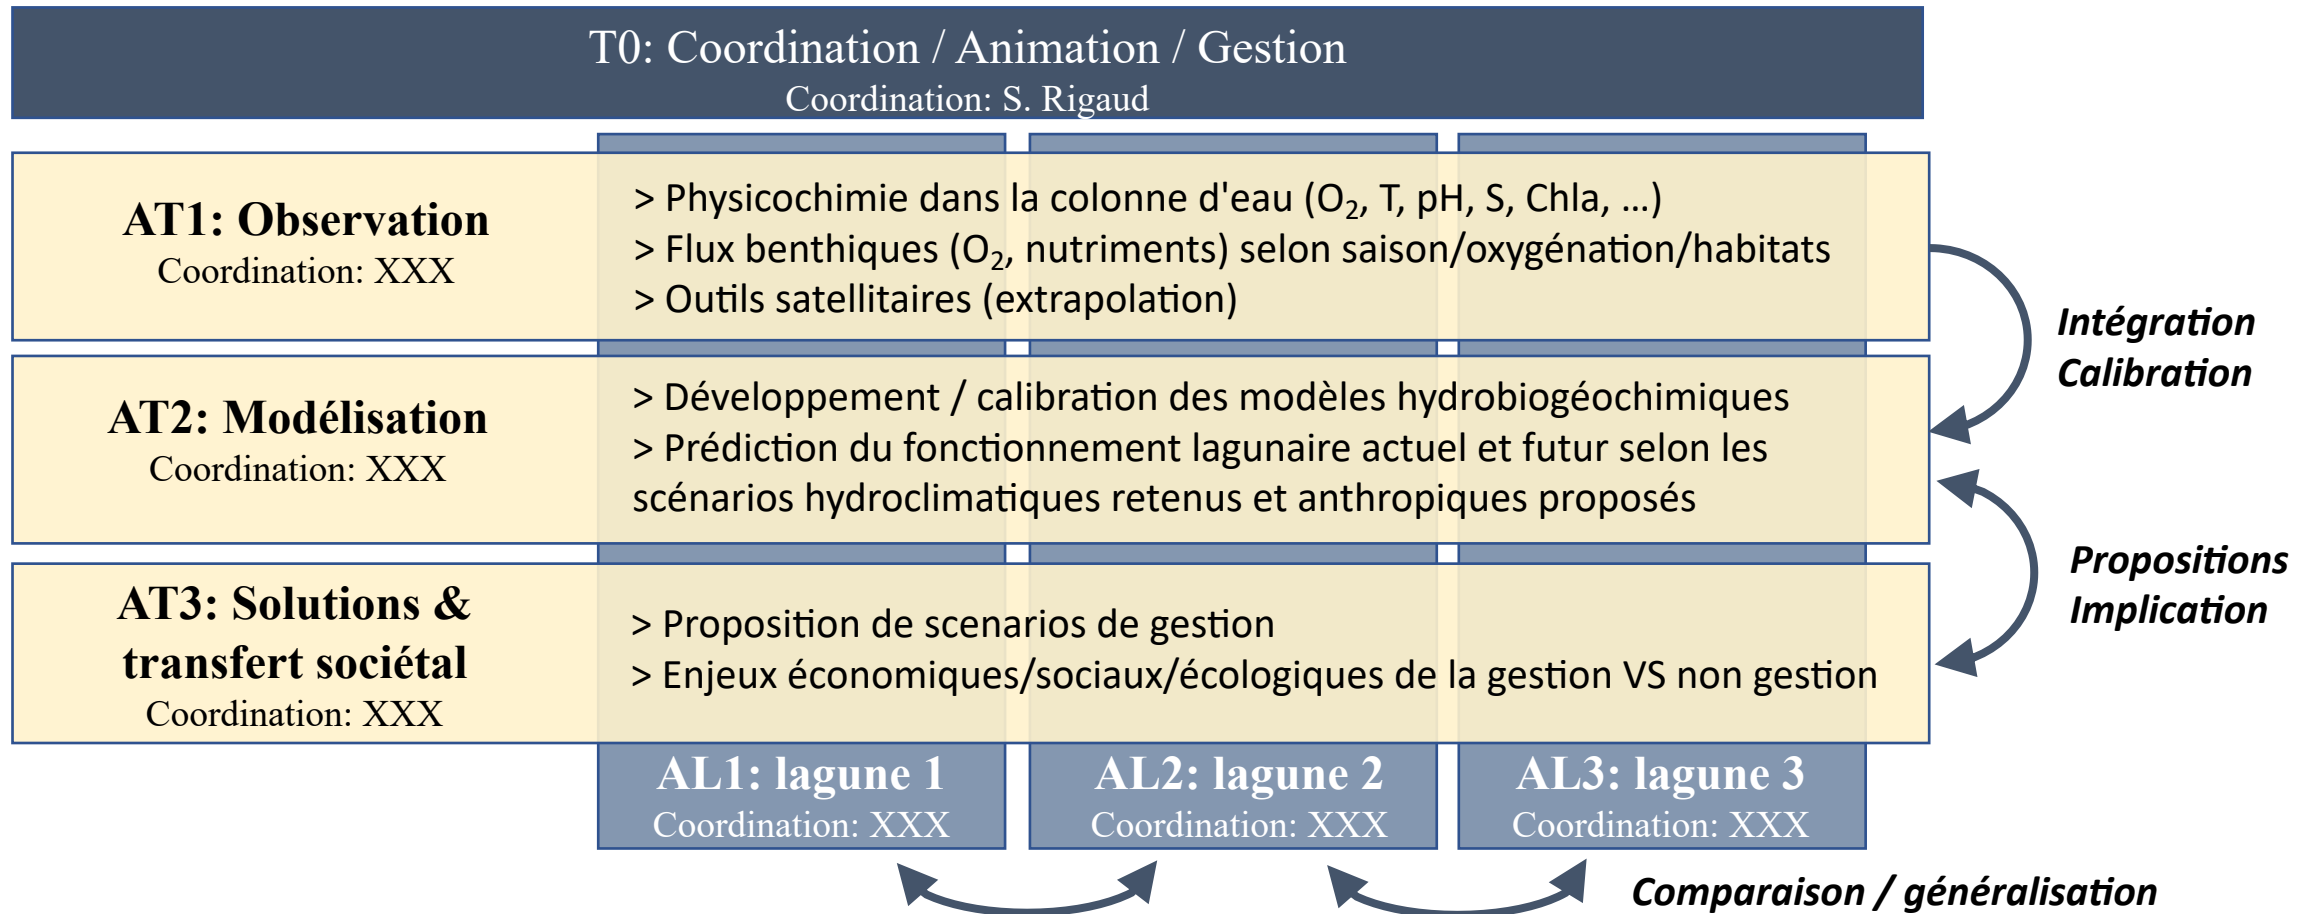 T0: Coordination / Animation / Gestion
Coordination: S. Rigaud
AT1: Observation
Coordination: XXX
> Physicochimie dans la colonne d'eau (O₂, T, pH, S, Chla, …)
> Flux benthiques (O₂, nutriments) selon saison/oxygénation/habitats
> Outils satellitaires (extrapolation)
Intégration
Calibration
AT2: Modélisation
Coordination: XXX
> Développement / calibration des modèles hydrobiogéochimiques
> Prédiction du fonctionnement lagunaire actuel et futur selon les
scénarios hydroclimatiques retenus et anthropiques proposés
Propositions
Implication
AT3: Solutions &
transfert sociétal
Coordination: XXX
> Proposition de scenarios de gestion
> Enjeux économiques/sociaux/écologiques de la gestion VS non gestion
AL1: lagune 1
Coordination: XXX
AL2: lagune 2
Coordination: XXX
AL3: lagune 3
Coordination: XXX
Comparaison / généralisation